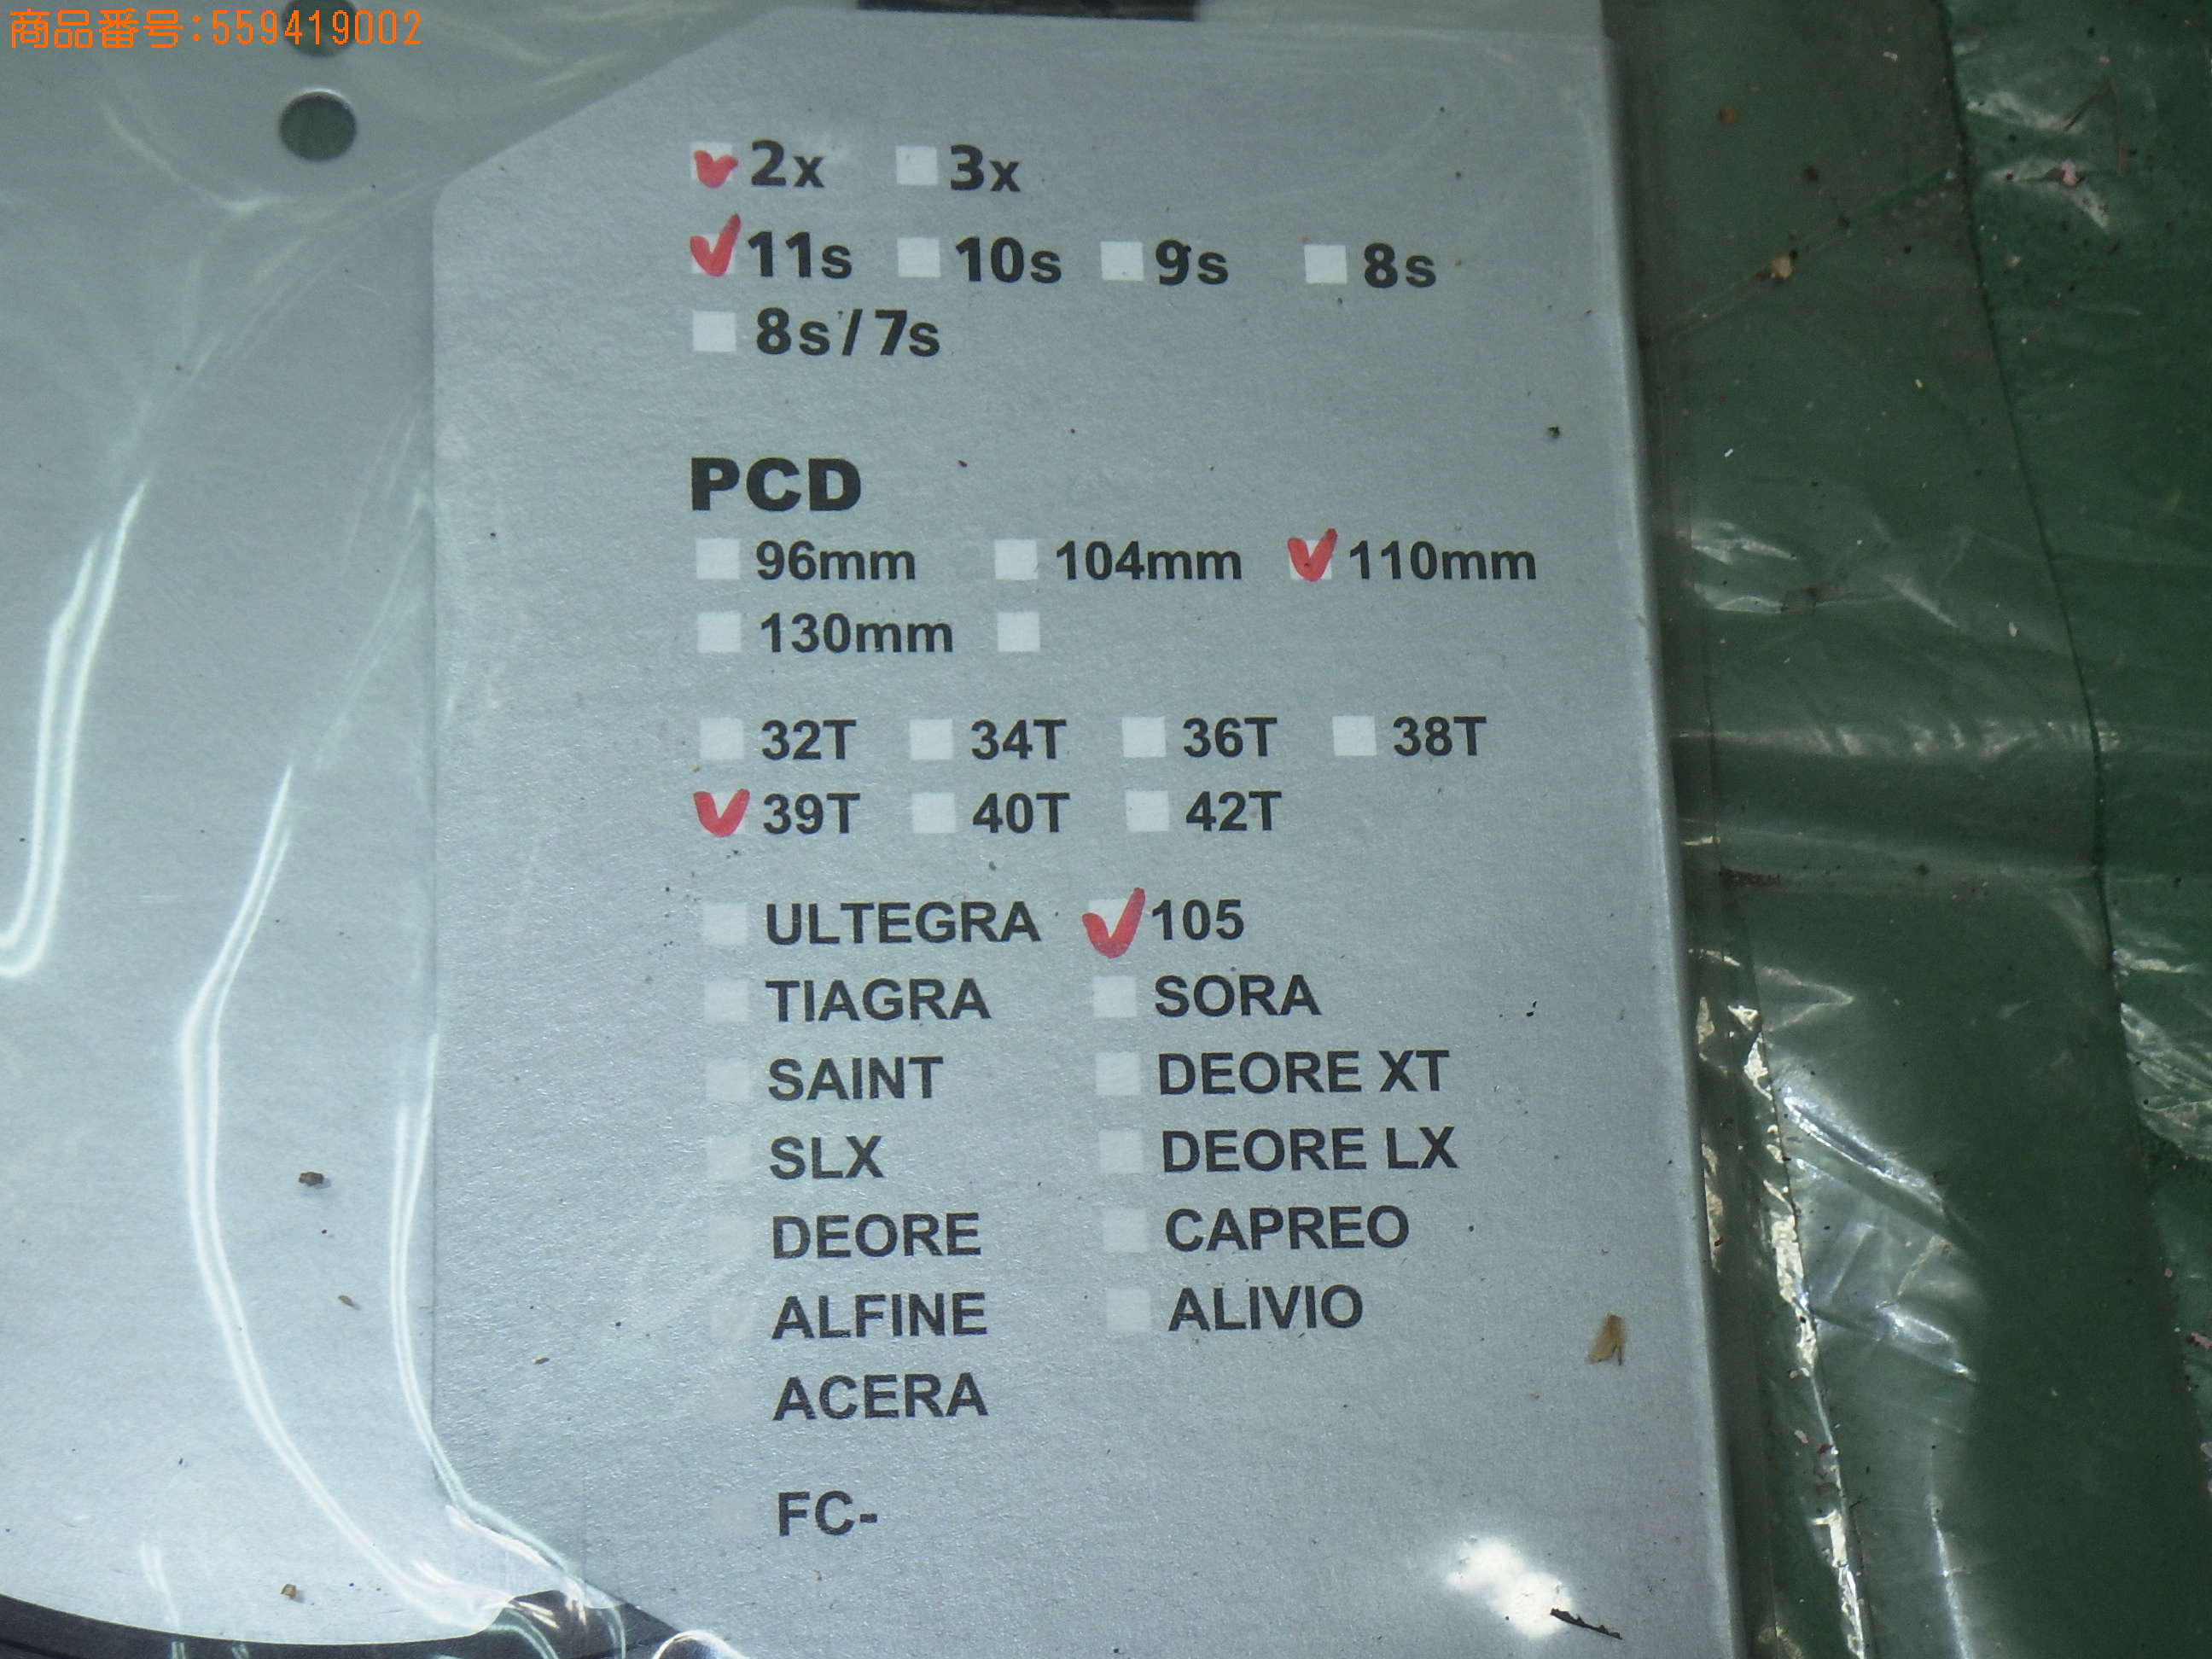 商品番号:559419002
2x 3x
11s 10s 9s 8s
8s/7s
PCD
96mm 104mm 110mm
130mm
32T 34T 36T 38T
39T 40T 42T
ULTEGRA 105
TIAGRA SORA
SAINT DEORE XT
SLX DEORE LX
DEORE CAPREO
ALFINE ALIVIO
ACERA
FC-